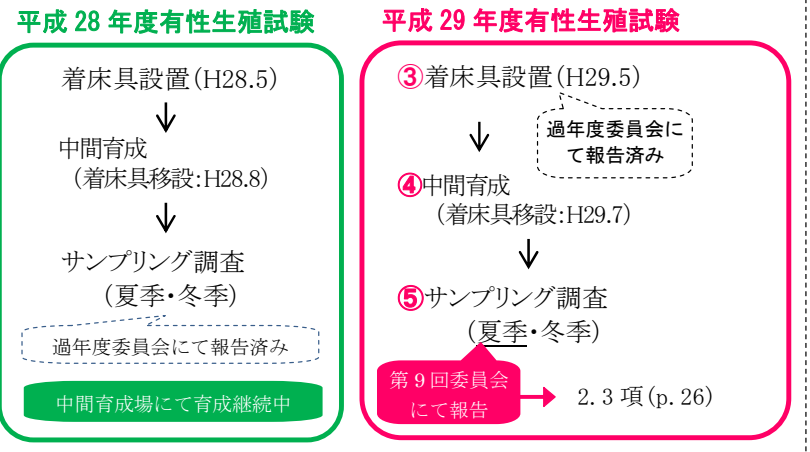 平成 28 年度有性生殖試験
着床具設置(H28.5)
↓
中間育成
(着床具移設:H28.8)
↓
サンプリング調査
(夏季・冬季)
過年度委員会にて報告済み
中間育成場にて育成継続中
平成 29 年度有性生殖試験
③着床具設置(H29.5)
過年度委員会に
て報告済み
↓
④中間育成
(着床具移設:H29.7)
↓
⑤サンプリング調査
(夏季・冬季)
第 9 回委員会
にて報告
→ 2.3 項(p.26)